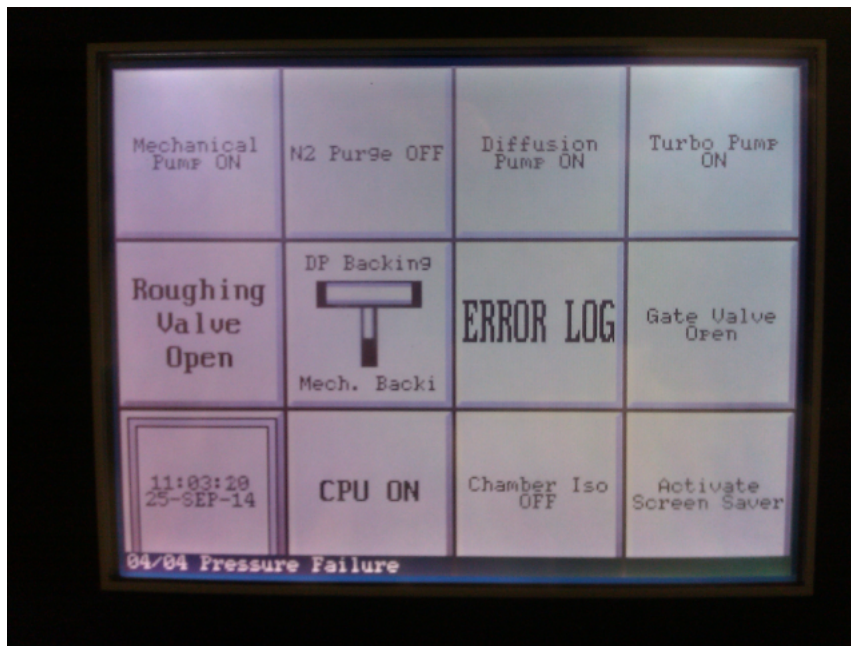 Mechanical
Pump ON
N2 Purge OFF
Diffusion
Pump ON
Turbo Pump
ON
Roughing
Valve
Open
DP Backing
Mech. Backi
ERROR LOG
Gate Valve
Open
11:03:20
25-SEP-14
CPU ON
Chamber Iso
OFF
Activate
Screen Saver
04/04 Pressure Failure